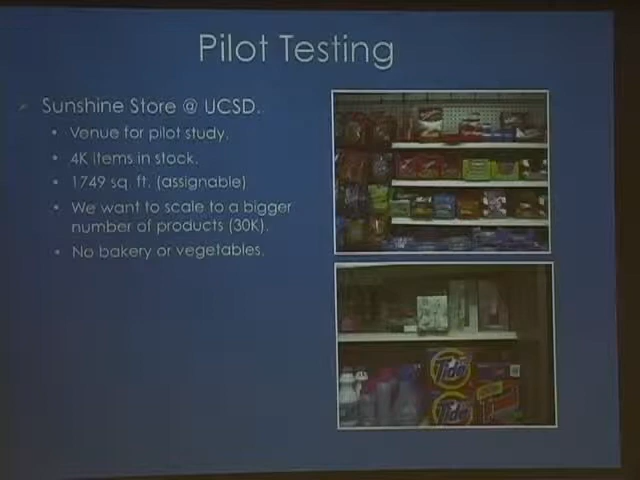 Pilot Testing
Sunshine Store @ UCSD.
Venue for pilot study.
4K items in stock.
1749 sq. ft. (assignable)
We want to scale to a bigger
number of products (30K).
No bakery or vegetables.
Tide
Tide